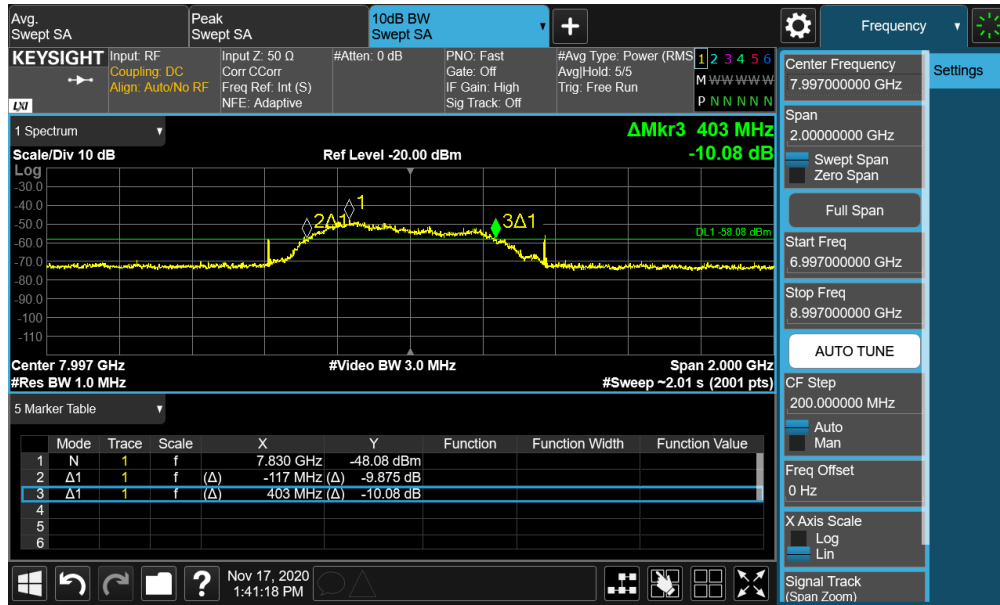 Avg.
Swept SA
Peak
Swept SA
10dB BW
Swept SA
Frequency
KEYSIGHT
LXI
Input: RF
Coupling: DC
Align: Auto/No RF
Input Z: 50 Ω
Corr CCorr
Freq Ref: Int (S)
NFE: Adaptive
#Atten: 0 dB
PNO: Fast
Gate: Off
IF Gain: High
Sig Track: Off
#Avg Type: Power (RMS
Avg|Hold: 5/5
Trig: Free Run
1 2 3 4 5 6
M W W W W W
P N N N N N
1 Spectrum
ΔMkr3 403 MHz
-10.08 dB
Scale/Div 10 dB
Ref Level -20.00 dBm
Log
-30.0
-40.0
-50.0
-60.0
-70.0
-80.0
-90.0
-100
-110
2Δ1
1
3Δ1
DL1 -58.08 dBm
Center 7.997 GHz
#Video BW 3.0 MHz
Span 2.000 GHz
#Res BW 1.0 MHz
#Sweep ~2.01 s (2001 pts)
5 Marker Table
Mode Trace Scale X Y Function Function Width Function Value
1 N 1 f 7.830 GHz -48.08 dBm
2 Δ1 1 f (Δ) -117 MHz (Δ) -9.875 dB
3 Δ1 1 f (Δ) 403 MHz (Δ) -10.08 dB
4
5
6
Nov 17, 2020
1:41:18 PM
Center Frequency
7.997000000 GHz
Settings
Span
2.00000000 GHz
Swept Span
Zero Span
Full Span
Start Freq
6.997000000 GHz
Stop Freq
8.997000000 GHz
AUTO TUNE
CF Step
200.000000 MHz
Auto
Man
Freq Offset
0 Hz
X Axis Scale
Log
Lin
Signal Track
(Span Zoom)